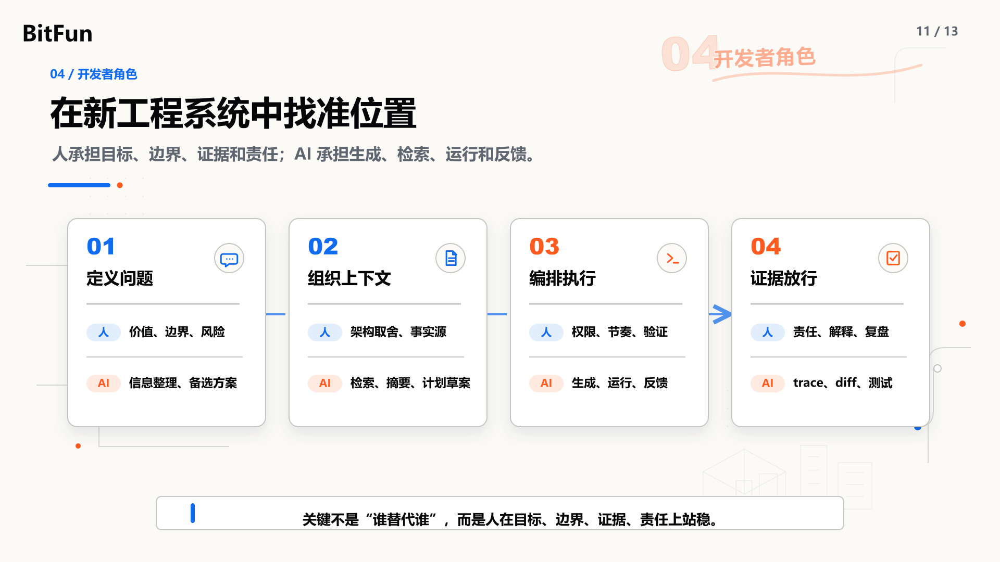 BitFun
11 / 13
04 开发者角色
04 / 开发者角色
在新工程系统中找准位置
人承担目标、边界、证据和责任；AI 承担生成、检索、运行和反馈。
01
定义问题
人 价值、边界、风险
AI 信息整理、备选方案
02
组织上下文
人 架构取舍、事实源
AI 检索、摘要、计划草案
03
编排执行
人 权限、节奏、验证
AI 生成、运行、反馈
04
证据放行
人 责任、解释、复盘
AI trace、diff、测试
关键不是“谁替代谁”，而是人在目标、边界、证据、责任上站稳。